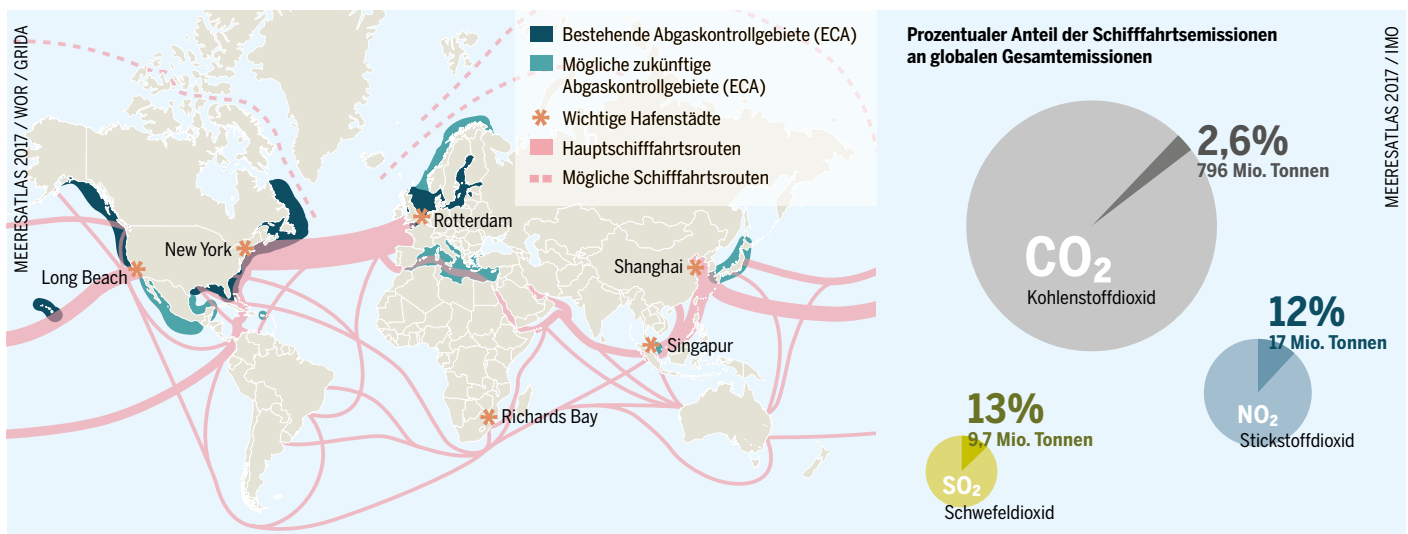 MEERESATLAS 2017 / WOR / GRIDA
Bestehende Abgaskontrollgebiete (ECA)
Mögliche zukünftige
Abgaskontrollgebiete (ECA)
Wichtige Hafenstädte
Hauptschifffahrtsrouten
Mögliche Schifffahrtsrouten
Rotterdam
New York
Long Beach
Shanghai
Singapur
Richards Bay
Prozentualer Anteil der Schifffahrtsemissionen
an globalen Gesamtemissionen
MEERESATLAS 2017 / IMO
2,6%
796 Mio. Tonnen
CO₂
Kohlenstoffdioxid
12%
17 Mio. Tonnen
NO₂
Stickstoffdioxid
13%
9,7 Mio. Tonnen
SO₂
Schwefeldioxid